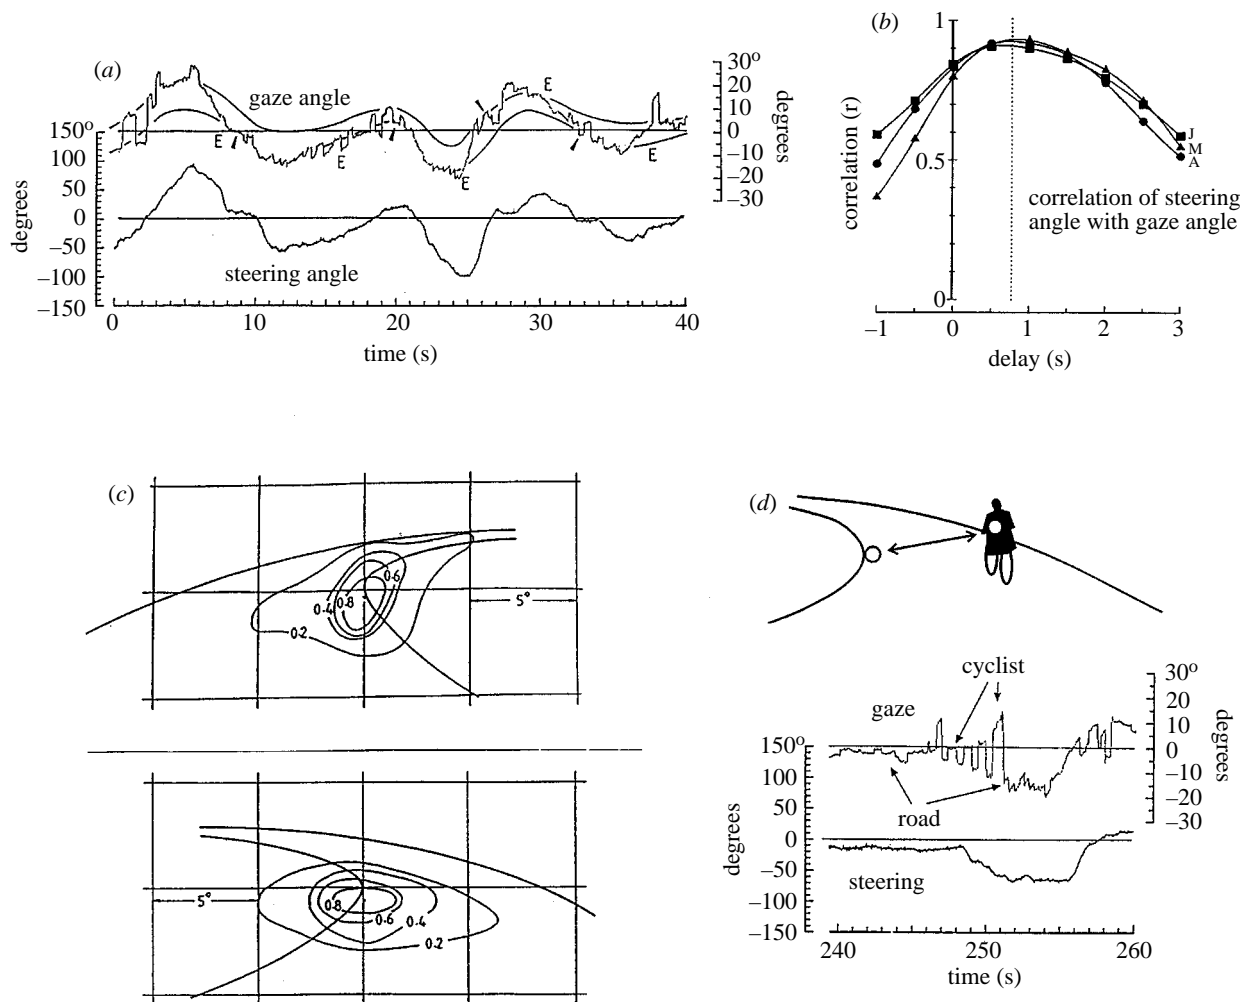 (a)
gaze angle
E
E
E
E
E
150°
100
50
0
−50
−100
−150
degrees
30°
20
10
0
−10
−20
−30
degrees
steering angle
0
10
20
30
40
time (s)
(b)
1
0.5
0
correlation (r)
J
M
A
correlation of steering
angle with gaze angle
−1
0
1
2
3
delay (s)
(c)
0.6
0.4
0.8
0.2
5°
5°
0.8
0.6
0.4
0.2
(d)
cyclist
gaze
road
30°
20
10
0
−10
−20
−30
degrees
150°
100
50
0
−50
−100
−150
degrees
steering
240
250
260
time (s)